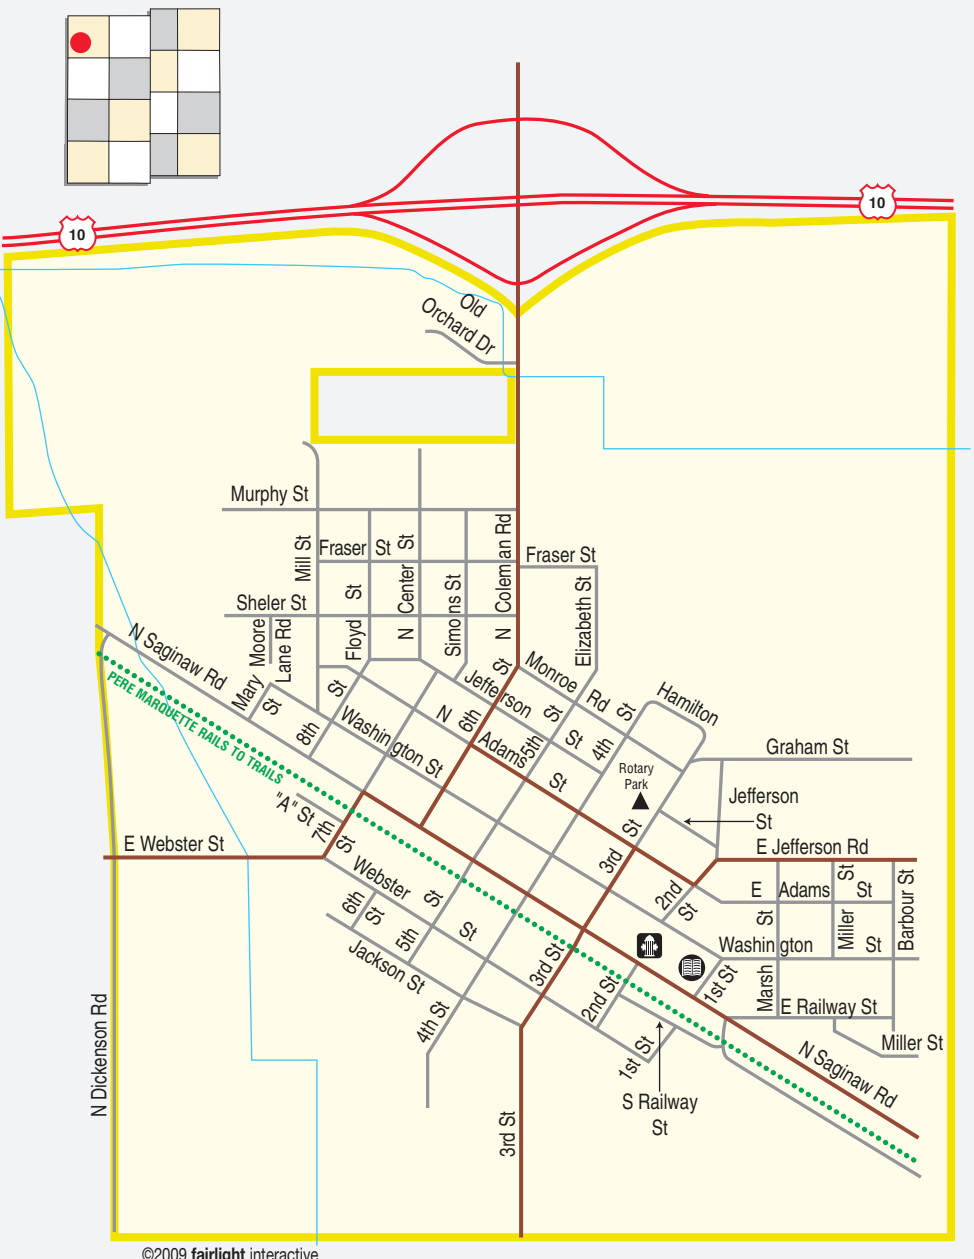 10
10
Old
Orchard Dr
Murphy St
Mill St
Fraser St
N Center St
N Coleman Rd
Fraser St
Floyd St
Simons St
Elizabeth St
Sheler St
Moore
Lane Rd
N Saginaw Rd
Mary St
8th St
PERE MARQUETTE RAILS TO TRAILS
Washington St
N 6th St
Jefferson St
Monroe Rd
Adams St
5th St
4th St
Hamilton
Graham St
Rotary
Park
Jefferson
St
"A" St
7th St
E Webster St
E Jefferson Rd
3rd St
2nd St
E Adams St
Miller St
Barbour St
Webster St
6th St
5th St
Jackson St
Washington St
Marsh St
1st St
3rd St
2nd St
4th St
E Railway St
Miller St
1st St
N Saginaw Rd
S Railway
St
N Dickenson Rd
3rd St
©2009 fairlight interactive